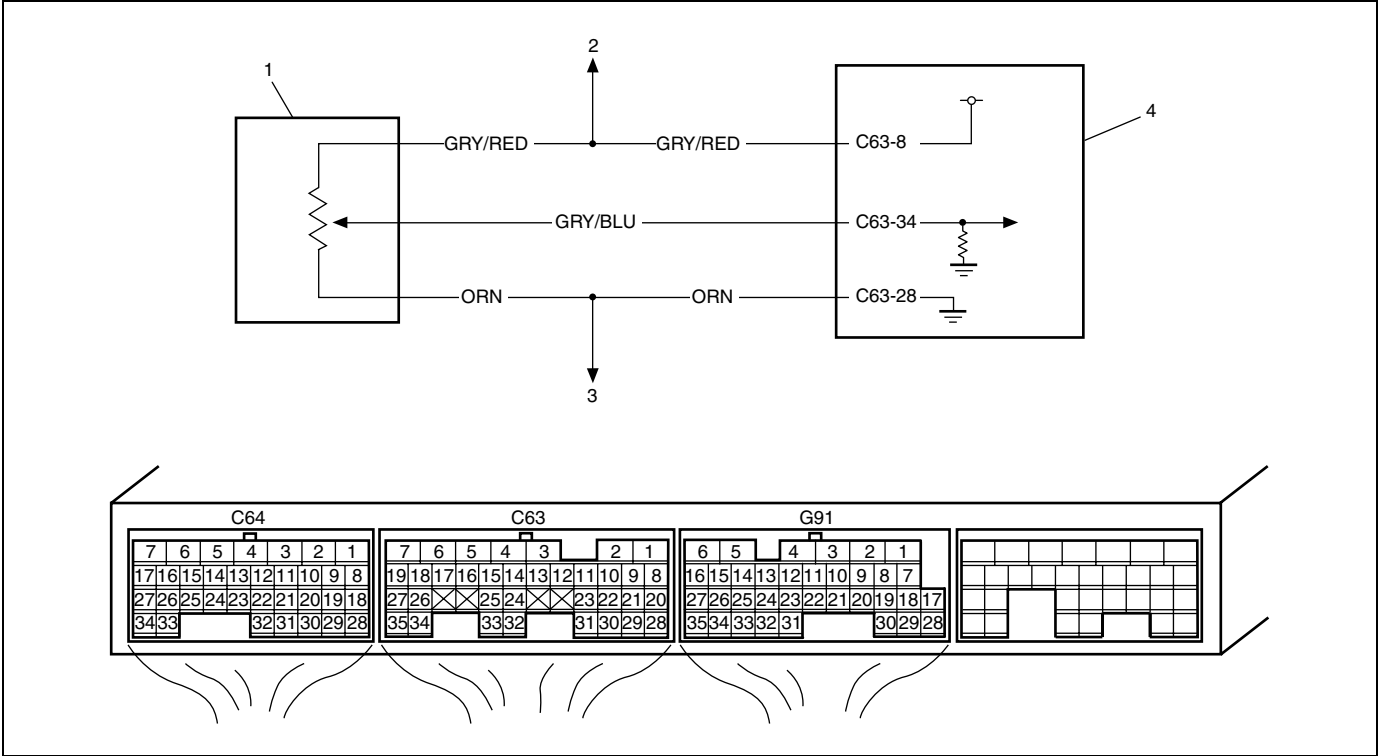 2
1
4
GRY/RED GRY/RED C63-8
GRY/BLU C63-34
ORN ORN C63-28
3
C64 C63 G91
7 6 5 4 3 2 1 7 6 5 4 3 2 1 6 5 4 3 2 1
17 16 15 14 13 12 11 10 9 8 19 18 17 16 15 14 13 12 11 10 9 8 16 15 14 13 12 11 10 9 8 7
27 26 25 24 23 22 21 20 19 18 27 26 25 24 23 22 21 20 27 26 25 24 23 22 21 20 19 18 17
34 33 32 31 30 29 28 35 34 33 32 31 30 29 28 35 34 33 32 31 30 29 28